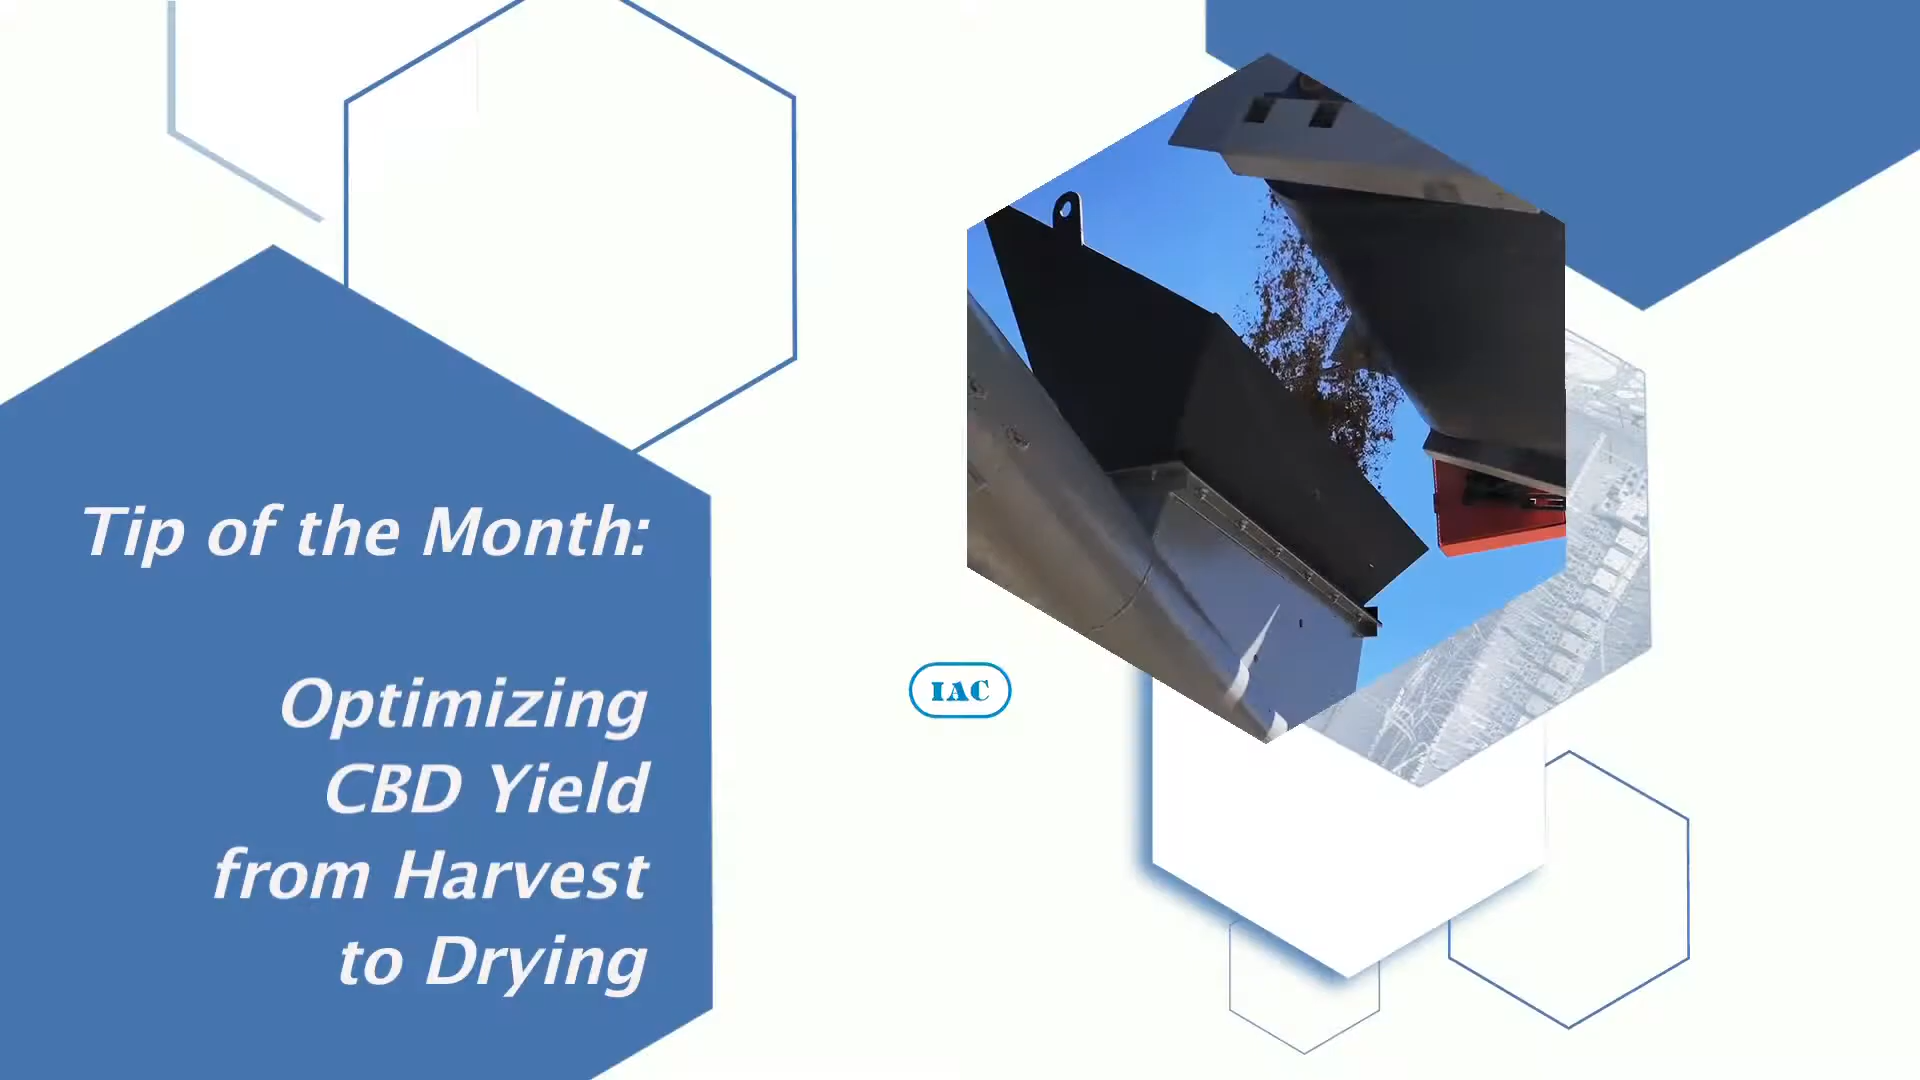 Tip of the Month:
Optimizing
CBD Yield
from Harvest
to Drying
IAC